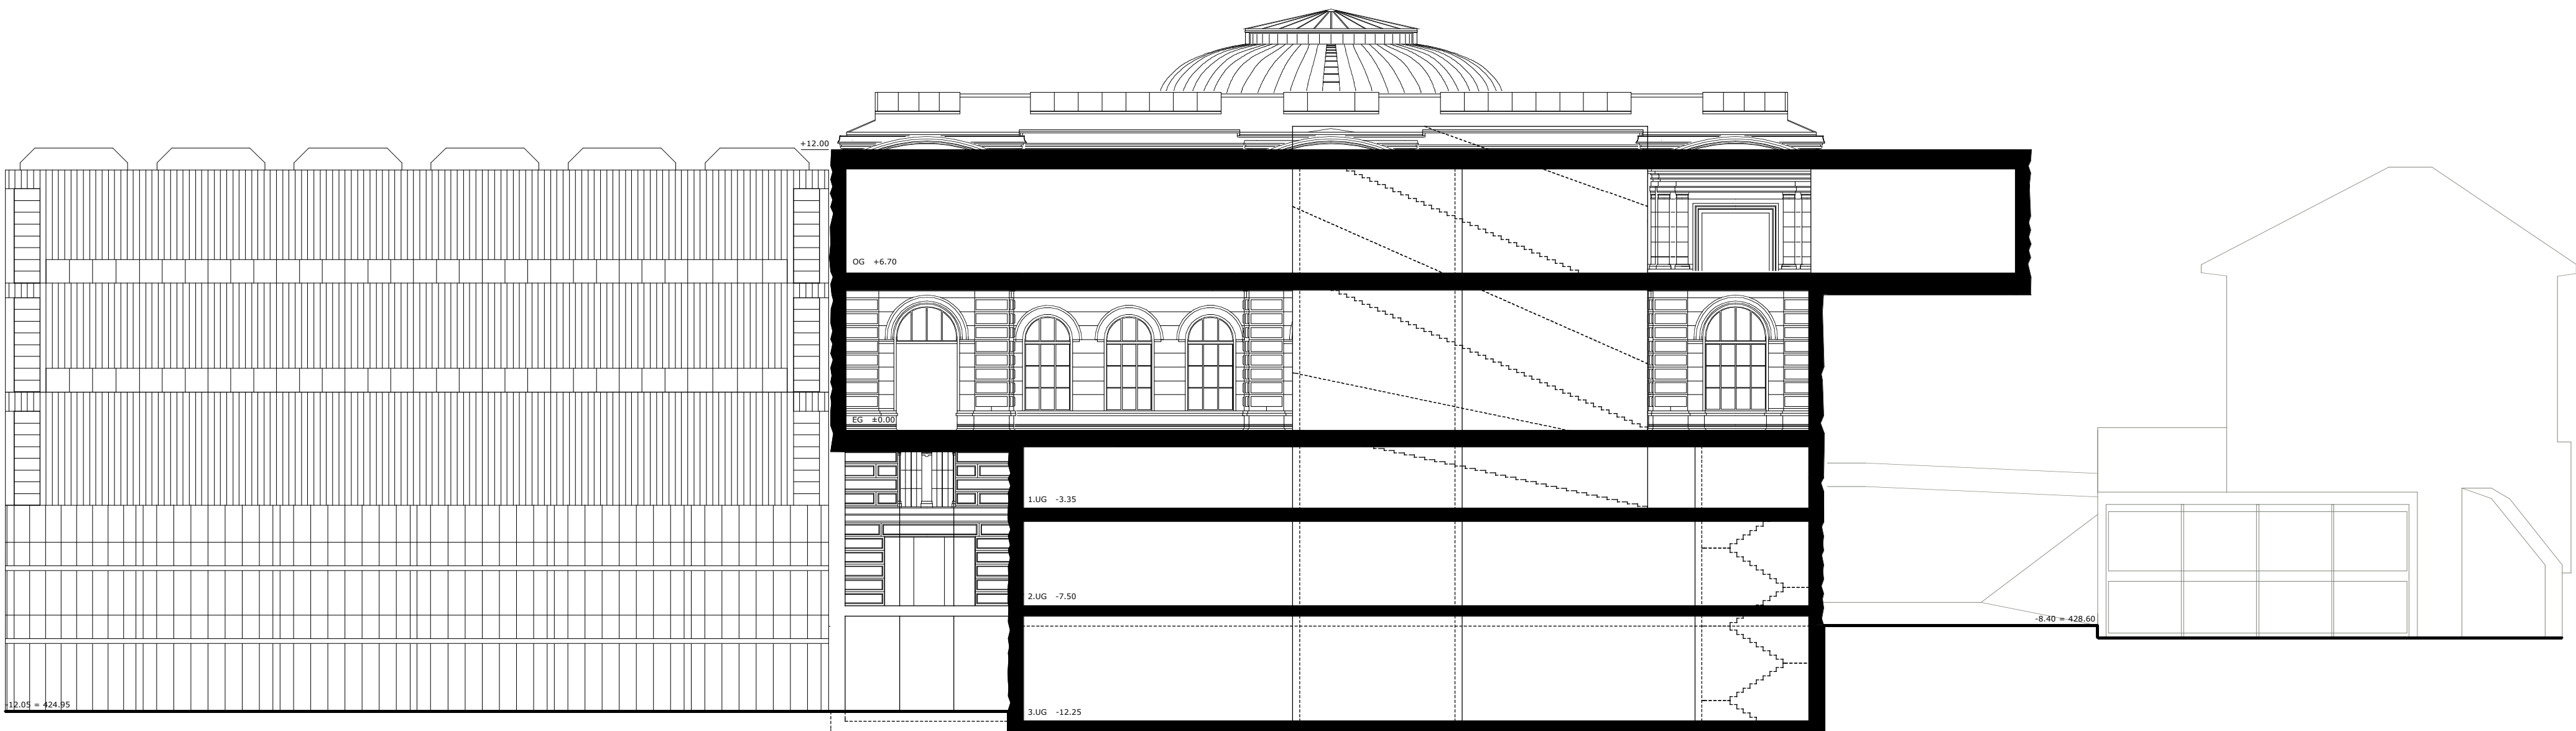 +12.00
OG +6.70
EG ±0.00
1.UG -3.35
2.UG -7.50
-8.40 = 428.60
-12.05 = 424.95
3.UG -12.25